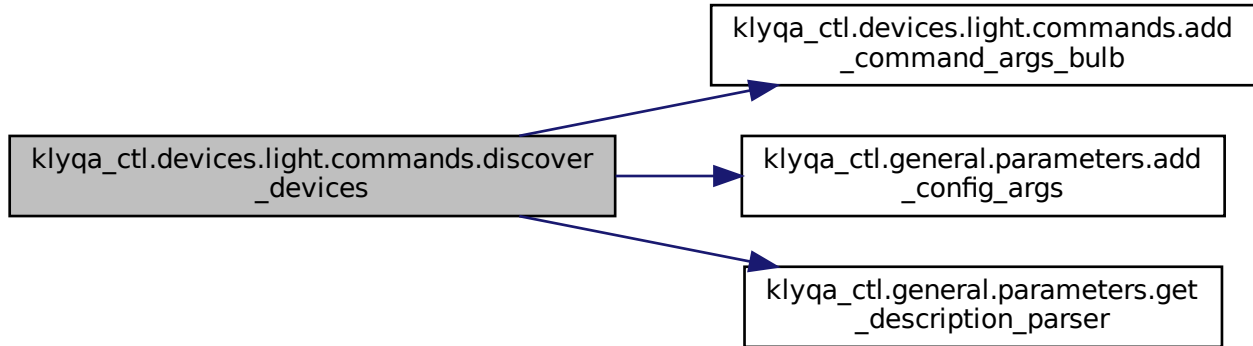 klyqa_ctl.devices.light.commands.add
_command_args_bulb
klyqa_ctl.devices.light.commands.discover
_devices
klyqa_ctl.general.parameters.add
_config_args
klyqa_ctl.general.parameters.get
_description_parser